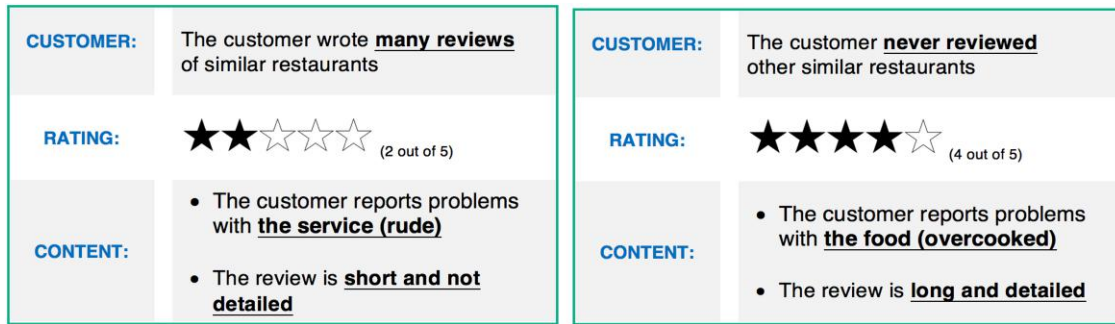 CUSTOMER:
The customer wrote many reviews
of similar restaurants
RATING:
(2 out of 5)
CONTENT:
• The customer reports problems
with the service (rude)
• The review is short and not
detailed
CUSTOMER:
The customer never reviewed
other similar restaurants
RATING:
(4 out of 5)
CONTENT:
• The customer reports problems
with the food (overcooked)
• The review is long and detailed